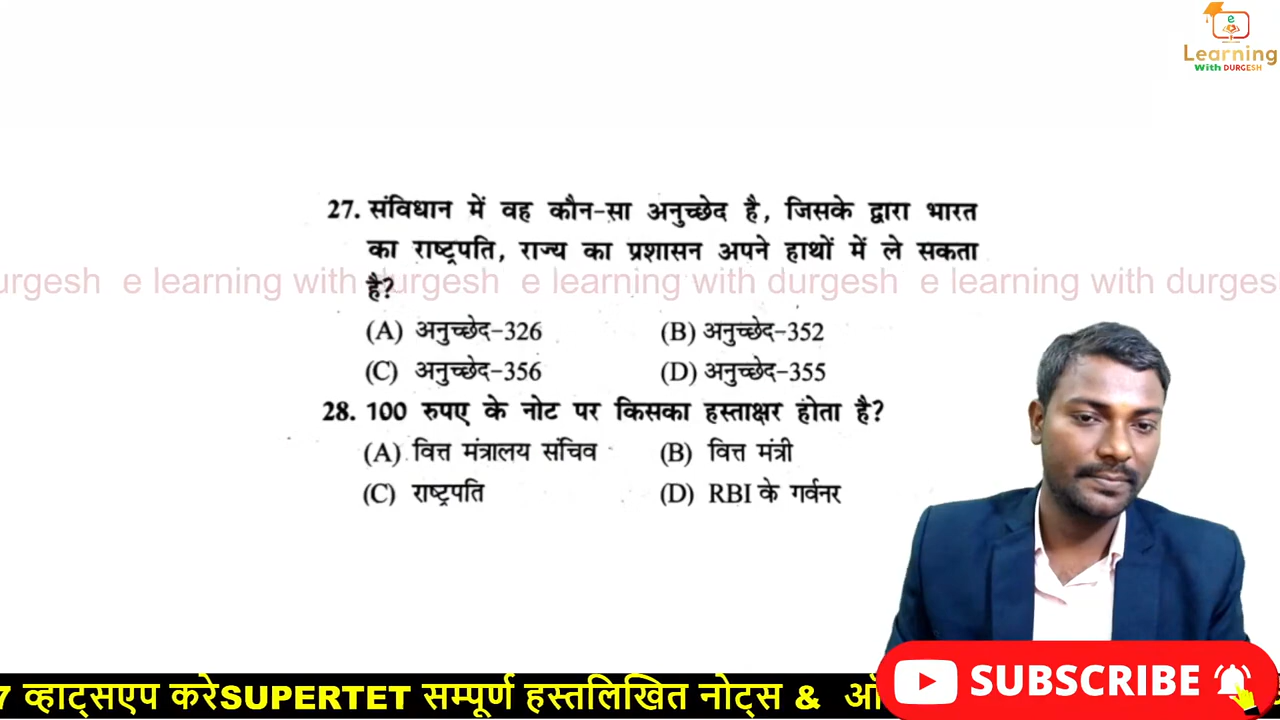 e
Learning
With DURGESH
27. संविधान में वह कौन-सा अनुच्छेद है, जिसके द्वारा भारत
का राष्ट्रपति, राज्य का प्रशासन अपने हाथों में ले सकता
urgesh e learning with durgesh e learning with durgesh e learning with durges
है?
(A) अनुच्छेद-326 (B) अनुच्छेद-352
(C) अनुच्छेद-356 (D) अनुच्छेद-355
28. 100 रुपए के नोट पर किसका हस्ताक्षर होता है?
(A) वित्त मंत्रालय संचिव (B) वित्त मंत्री
(C) राष्ट्रपति (D) RBI के गर्वनर
7 व्हाट्सएप करेSUPERTET सम्पूर्ण हस्तलिखित नोट्स &
SUBSCRIBE